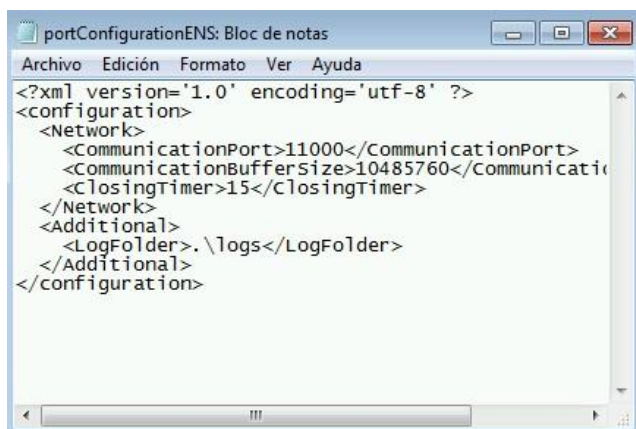 portConfigurationENS: Bloc de notas
Archivo Edición Formato Ver Ayuda
<?xml version='1.0' encoding='utf-8' ?>
<configuration>
  <Network>
    <CommunicationPort>11000</CommunicationPort>
    <CommunicationBufferSize>10485760</
    <ClosingTimer>15</ClosingTimer>
  </Network>
  <Additional>
    <LogFolder>.\logs</LogFolder>
  </Additional>
</configuration>